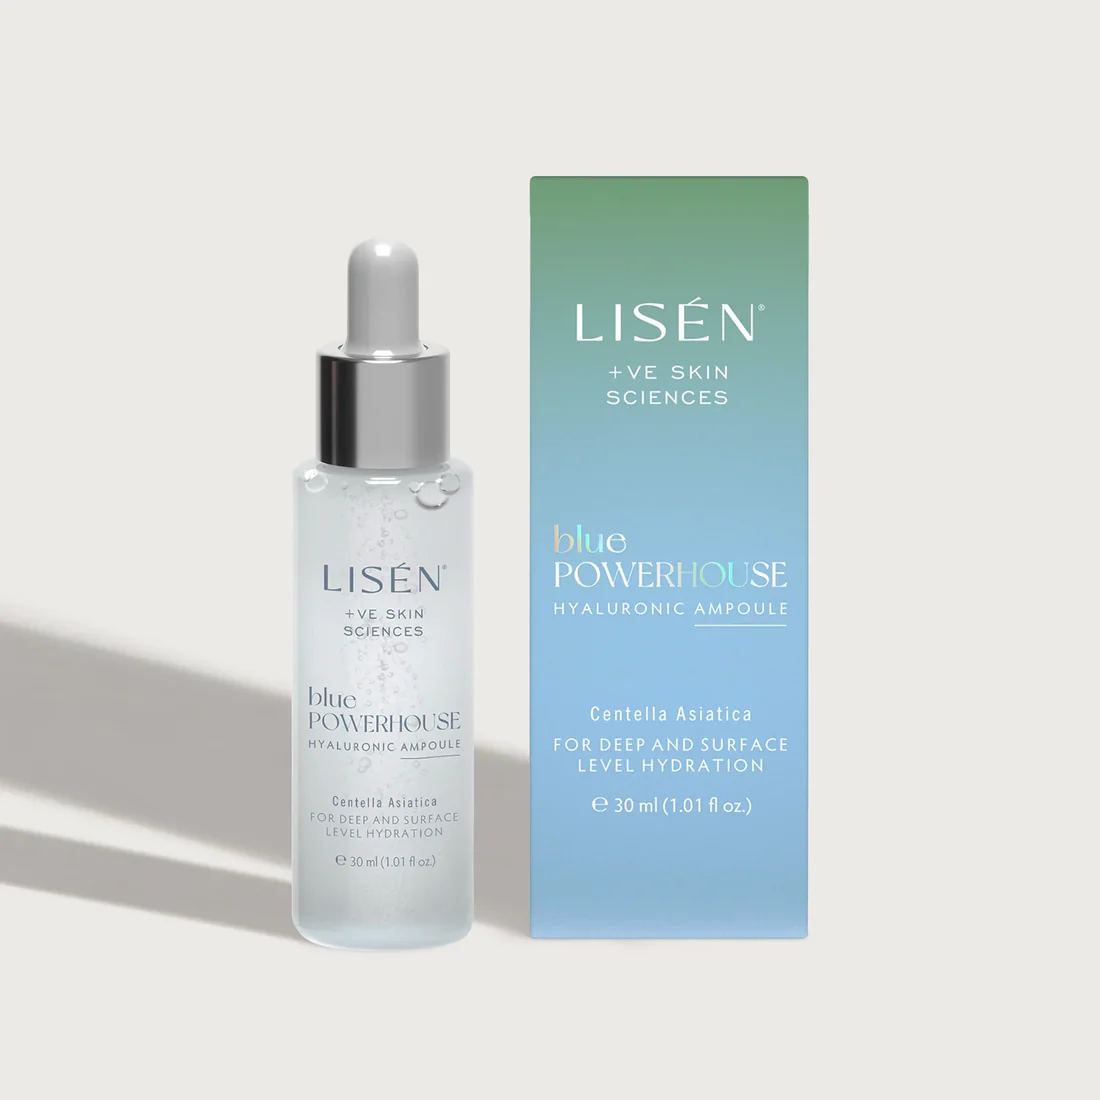 LISÉN®
+VE SKIN
SCIENCES
blue
POWERHOUSE
HYALURONIC AMPOULE
Centella Asiatica
FOR DEEP AND SURFACE
LEVEL HYDRATION
℮ 30 ml (1.01 fl oz.)
LISÉN®
+VE SKIN
SCIENCES
blue
POWERHOUSE
HYALURONIC AMPOULE
Centella Asiatica
FOR DEEP AND SURFACE
LEVEL HYDRATION
℮ 30 ml (1.01 fl oz.)